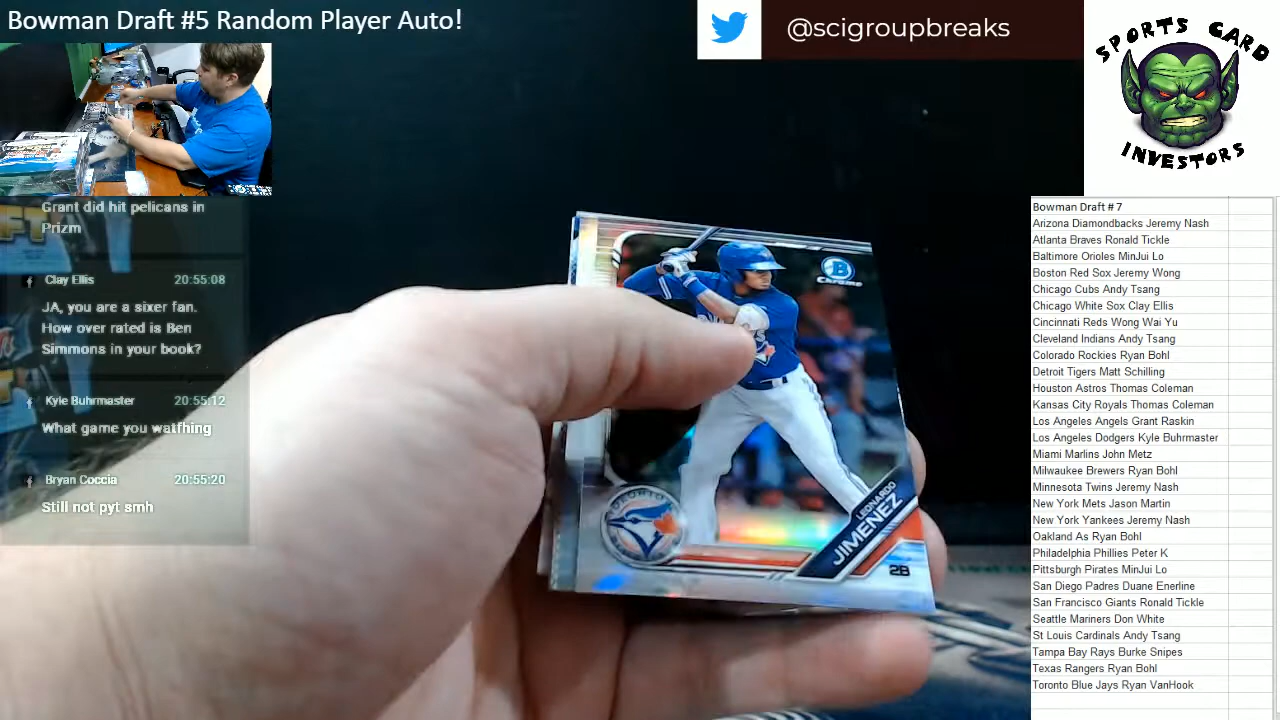 Bowman Draft #5 Random Player Auto!
@scigroupbreaks
SPORTS CARD
INVESTORS
Grant did hit pelicans in
Prizm
Clay Ellis 20:55:08
JA, you are a sixer fan.
How over rated is Ben
Simmons in your book?
Kyle Buhrmaster 20:55:12
What game you watfhing
Bryan Coccia 20:55:20
Still not pyt smh
B
Chrome
TORONTO
LEONARDO
JIMENEZ
2B
Bowman Draft # 7
Arizona Diamondbacks Jeremy Nash
Atlanta Braves Ronald Tickle
Baltimore Orioles MinJui Lo
Boston Red Sox Jeremy Wong
Chicago Cubs Andy Tsang
Chicago White Sox Clay Ellis
Cincinnati Reds Wong Wai Yu
Cleveland Indians Andy Tsang
Colorado Rockies Ryan Bohl
Detroit Tigers Matt Schilling
Houston Astros Thomas Coleman
Kansas City Royals Thomas Coleman
Los Angeles Angels Grant Raskin
Los Angeles Dodgers Kyle Buhrmaster
Miami Marlins John Metz
Milwaukee Brewers Ryan Bohl
Minnesota Twins Jeremy Nash
New York Mets Jason Martin
New York Yankees Jeremy Nash
Oakland As Ryan Bohl
Philadelphia Phillies Peter K
Pittsburgh Pirates MinJui Lo
San Diego Padres Duane Enerline
San Francisco Giants Ronald Tickle
Seattle Mariners Don White
St Louis Cardinals Andy Tsang
Tampa Bay Rays Burke Snipes
Texas Rangers Ryan Bohl
Toronto Blue Jays Ryan VanHook